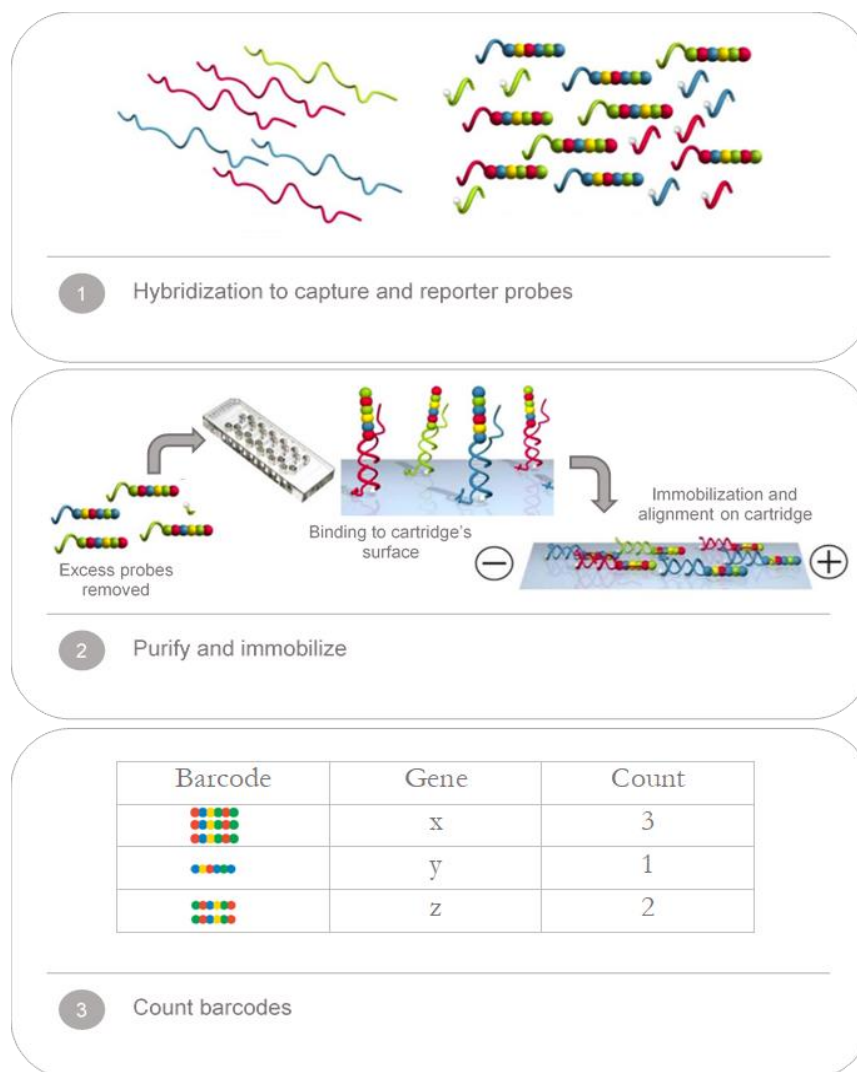 1 Hybridization to capture and reporter probes
Excess probes
removed
Binding to cartridge's
surface
Immobilization and
alignment on cartridge
−
+
2 Purify and immobilize
Barcode Gene Count
x 3
y 1
z 2
3 Count barcodes